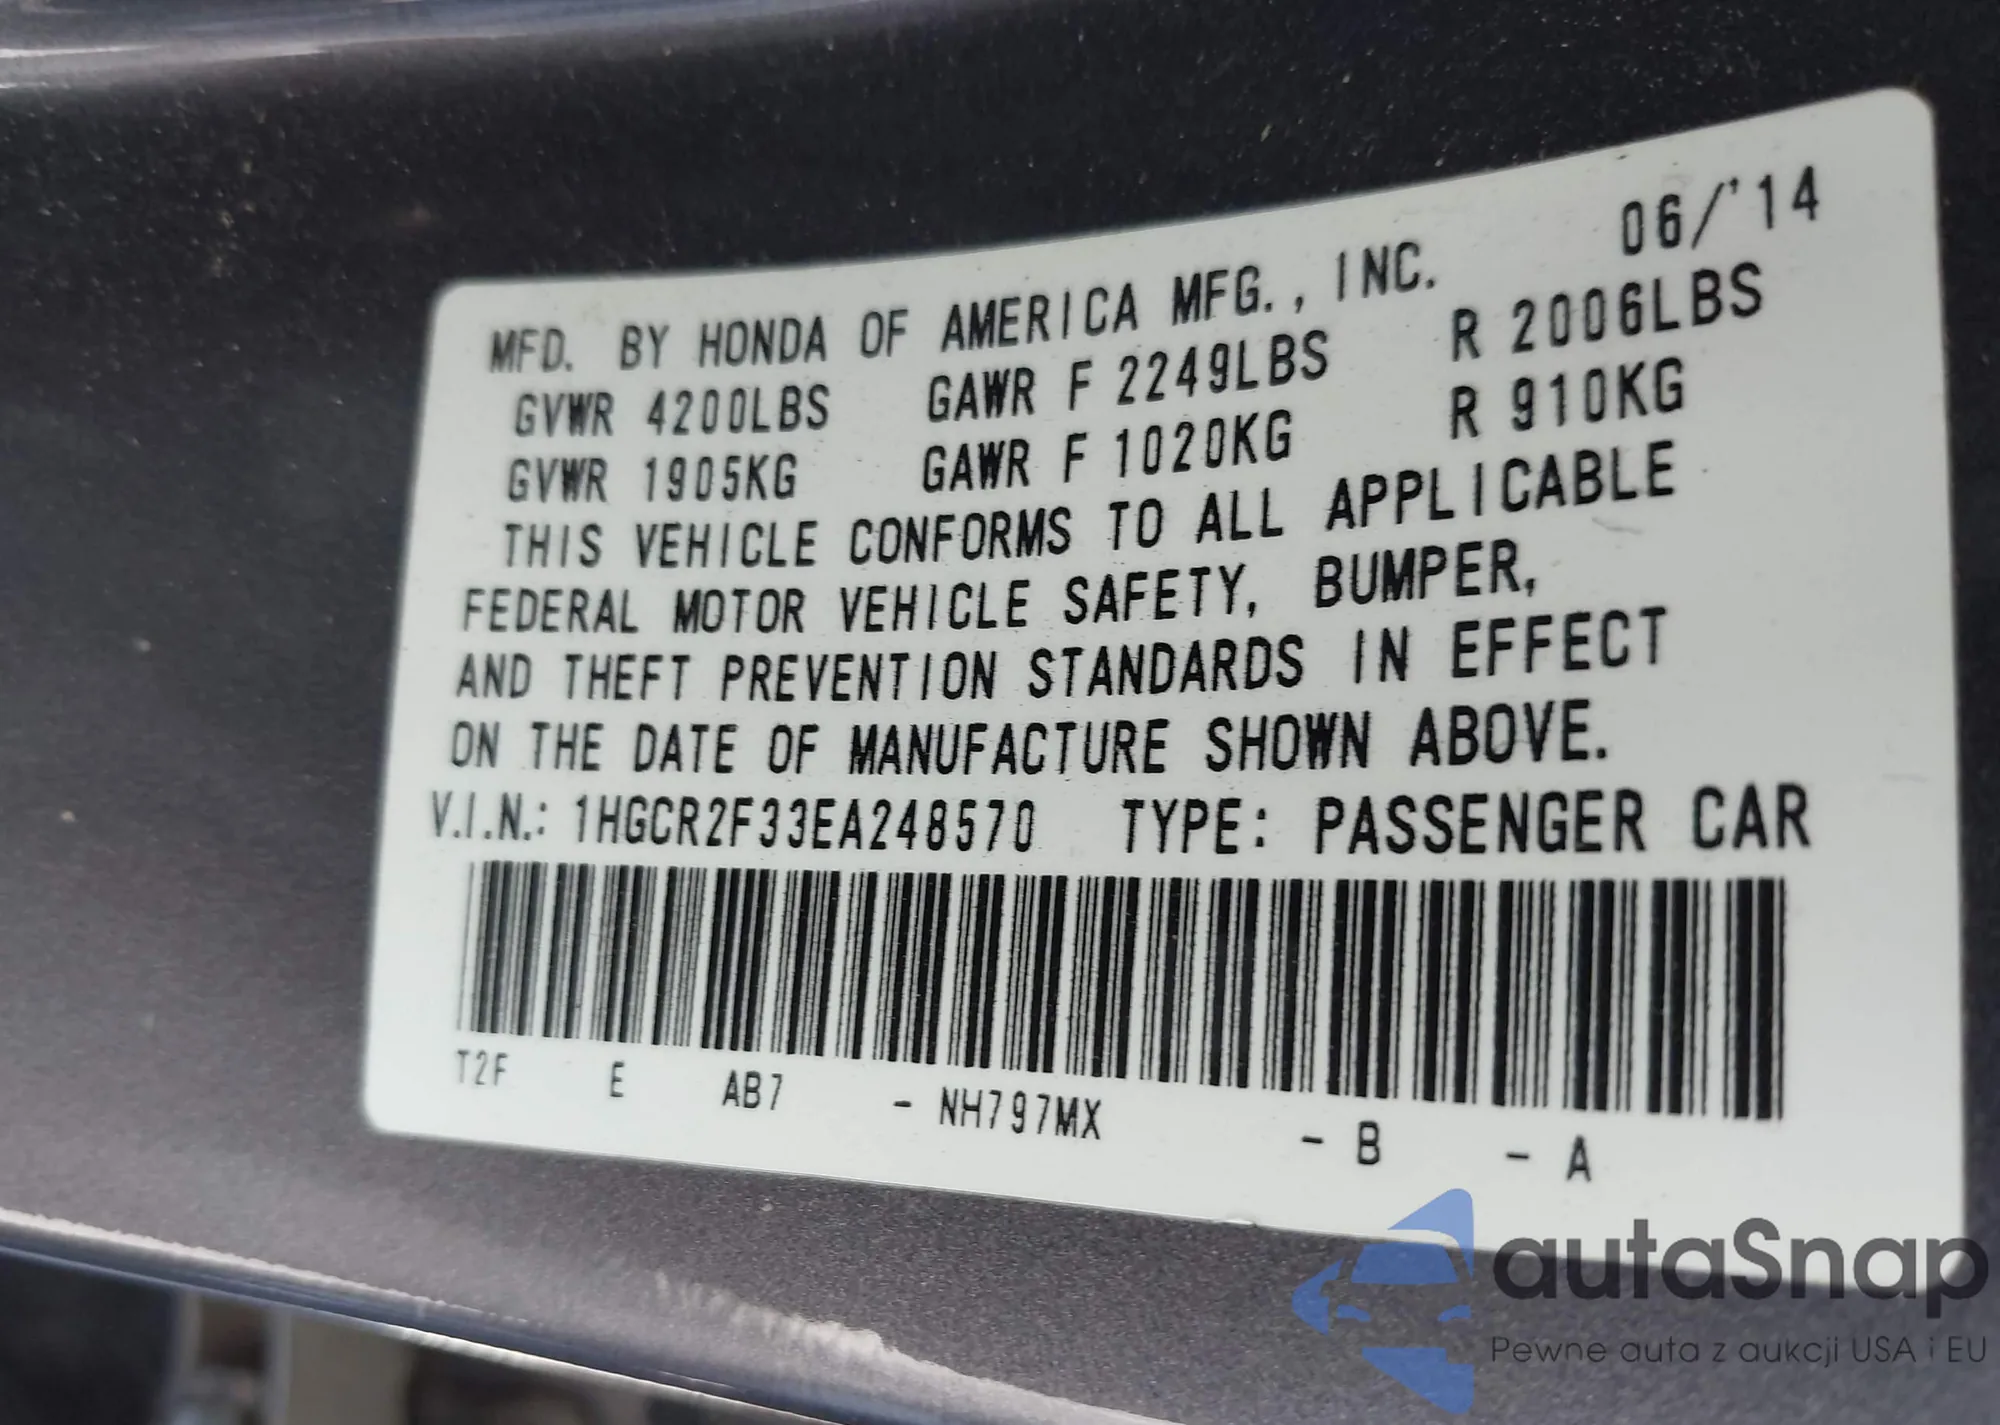 06/'14
MFD. BY HONDA OF AMERICA MFG., INC.
GVWR 4200LBS GAWR F 2249LBS R 2006LBS
GVWR 1905KG GAWR F 1020KG R 910KG
THIS VEHICLE CONFORMS TO ALL APPLICABLE
FEDERAL MOTOR VEHICLE SAFETY, BUMPER,
AND THEFT PREVENTION STANDARDS IN EFFECT
ON THE DATE OF MANUFACTURE SHOWN ABOVE.
V.I.N.: 1HGCR2F33EA248570 TYPE: PASSENGER CAR
T2F E AB7 - NH797MX - B - A
autaSnap
Pewne auta z aukcji USA i EU